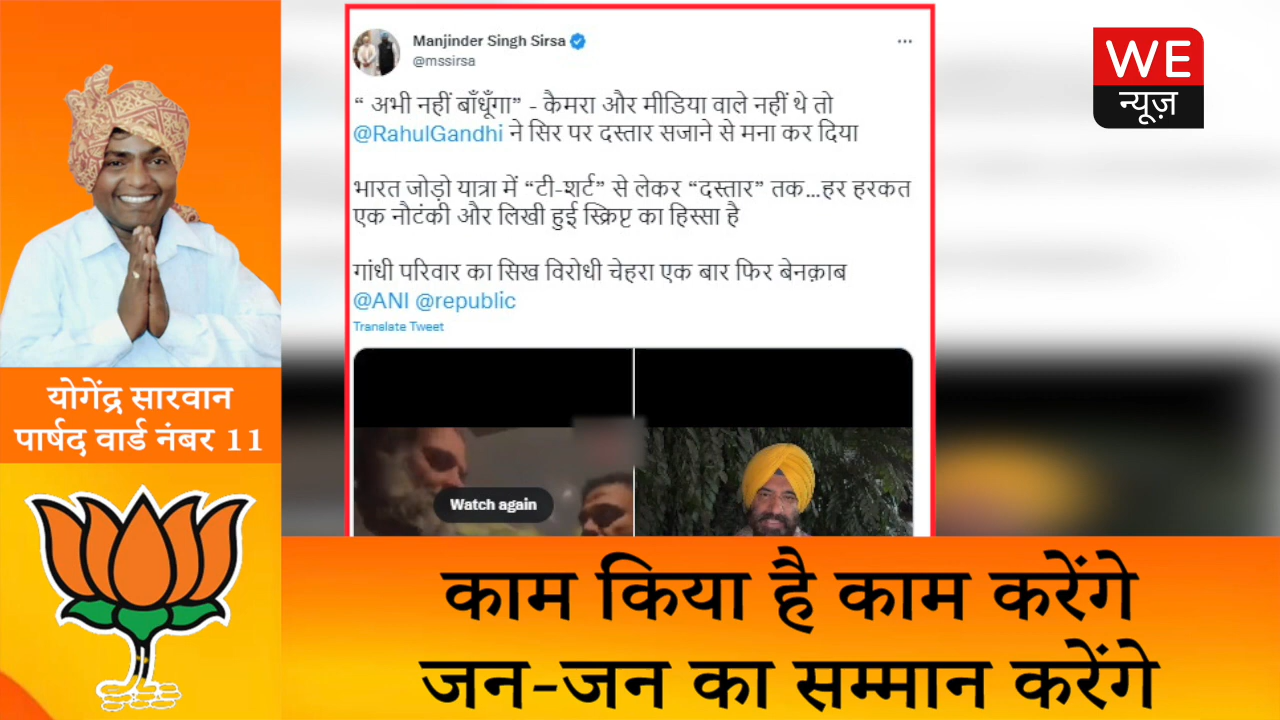 Manjinder Singh Sirsa
@mssirsa
“ अभी नहीं बाँधूँगा” - कैमरा और मीडिया वाले नहीं थे तो
@RahulGandhi ने सिर पर दस्तार सजाने से मना कर दिया
भारत जोड़ो यात्रा में “टी-शर्ट” से लेकर “दस्तार” तक...हर हरकत
एक नौटंकी और लिखी हुई स्क्रिप्ट का हिस्सा है
गांधी परिवार का सिख विरोधी चेहरा एक बार फिर बेनक़ाब
@ANI @republic
Translate Tweet
Watch again
WE
न्यूज़
योगेंद्र सारवान
पार्षद वार्ड नंबर 11
काम किया है काम करेंगे
जन-जन का सम्मान करेंगे